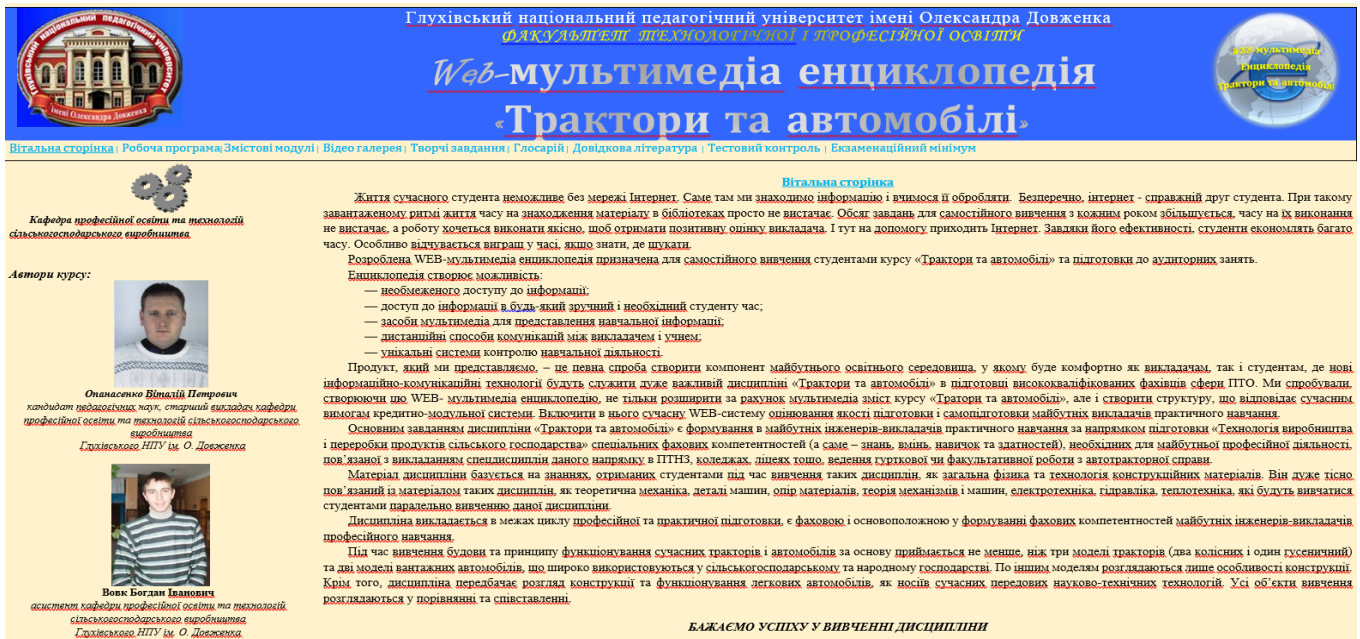 Глухівський національний педагогічний університет імені Олександра Довженка
ФАКУЛЬТЕТ ТЕХНОЛОГІЧНОЇ І ПРОФЕСІЙНОЇ ОСВІТИ
Web-мультимедіа енциклопедія
«Трактори та автомобілі»
Глухівський національний педагогічний університет
імені Олександра Довженка
мультимедіа
Енциклопедія
Трактори та автомобілі
Вітальна сторінка | Робоча програма| Змістові модулі | Відео галерея | Творчі завдання | Глосарій | Довідкова література | Тестовий контроль | Екзаменаційний мінімум
Кафедра професійної освіти та технологій
сільськогосподарського виробництва
Автори курсу:
Опанасенко Віталій Петрович
кандидат педагогічних наук, старший викладач кафедри
професійної освіти та технологій сільськогосподарського
виробництва
Глухівського НПУ ім. О. Довженка
Вовк Богдан Іванович
асистент кафедри професійної освіти та технологій
сільськогосподарського виробництва
Глухівського НПУ ім. О. Довженка
Вітальна сторінка
Життя сучасного студента неможливе без мережі Інтернет. Саме там ми знаходимо інформацію і вчимося її обробляти. Безперечно, інтернет - справжній друг студента. При такому
завантаженому ритмі життя часу на знаходження матеріалу в бібліотеках просто не вистачає. Обсяг завдань для самостійного вивчення з кожним роком збільшується, часу на їх виконання
не вистачає, а роботу хочеться виконати якісно, щоб отримати позитивну оцінку викладача. І тут на допомогу приходить Інтернет. Завдяки його ефективності, студенти економлять багато
часу. Особливо відчувається виграш у часі, якщо знати, де шукати.
Розроблена WEB-мультимедіа енциклопедія призначена для самостійного вивчення студентами курсу «Трактори та автомобілі» та підготовки до аудиторних занять.
Енциклопедія створює можливість:
— необмеженого доступу до інформації;
— доступ до інформації в будь-який зручний і необхідний студенту час;
— засоби мультимедіа для представлення навчальної інформації;
— дистанційні способи комунікацій між викладачем і учнем;
— унікальні системи контролю навчальної діяльності.
Продукт, який ми представляємо, – це певна спроба створити компонент майбутнього освітнього середовища, у якому буде комфортно як викладачам, так і студентам, де нові
інформаційно-комунікаційні технології будуть служити дуже важливій дисципліні «Трактори та автомобілі» в підготовці висококваліфікованих фахівців сфери ПТО. Ми спробували,
створюючи цю WEB- мультимедіа енциклопедію, не тільки розширити за рахунок мультимедіа зміст курсу «Тратори та автомобілі», але і створити структуру, що відповідає сучасним
вимогам кредитно-модульної системи. Включити в нього сучасну WEB-систему оцінювання якості підготовки і самопідготовки майбутніх викладачів практичного навчання.
Основним завданням дисципліни «Трактори та автомобілі» є формування в майбутніх інженерів-викладачів практичного навчання за напрямком підготовки «Технологія виробництва
і переробки продуктів сільського господарства» спеціальних фахових компетентностей (а саме – знань, вмінь, навичок та здатностей), необхідних для майбутньої професійної діяльності,
пов’язаної з викладанням спецдисциплін даного напрямку в ПТНЗ, коледжах, ліцеях тощо, ведення гурткової чи факультативної роботи з автотракторної справи.
Матеріал дисципліни базується на знаннях, отриманих студентами під час вивчення таких дисциплін, як загальна фізика та технологія конструкційних матеріалів. Він дуже тісно
пов’язаний із матеріалом таких дисциплін, як теоретична механіка, деталі машин, опір матеріалів, теорія механізмів і машин, електротехніка, гідравліка, теплотехніка, які будуть вивчатися
студентами паралельно вивченню даної дисципліни.
Дисципліна викладається в межах циклу професійної та практичної підготовки, є фаховою і основоположною у формуванні фахових компетентностей майбутніх інженерів-викладачів
професійного навчання.
Під час вивчення будови та принципу функціонування сучасних тракторів і автомобілів за основу приймається не менше, ніж три моделі тракторів (два колісних і один гусеничний)
та дві моделі вантажних автомобілів, що широко використовуються у сільськогосподарському та народному господарстві. По іншим моделям розглядаються лише особливості конструкції.
Крім того, дисципліна передбачає розгляд конструкції та функціонування легкових автомобілів, як носіїв сучасних передових науково-технічних технологій. Усі об’єкти вивчення
розглядаються у порівнянні та співставленні.
БАЖАЄМО УСПІХУ У ВИВЧЕННІ ДИСЦИПЛІНИ